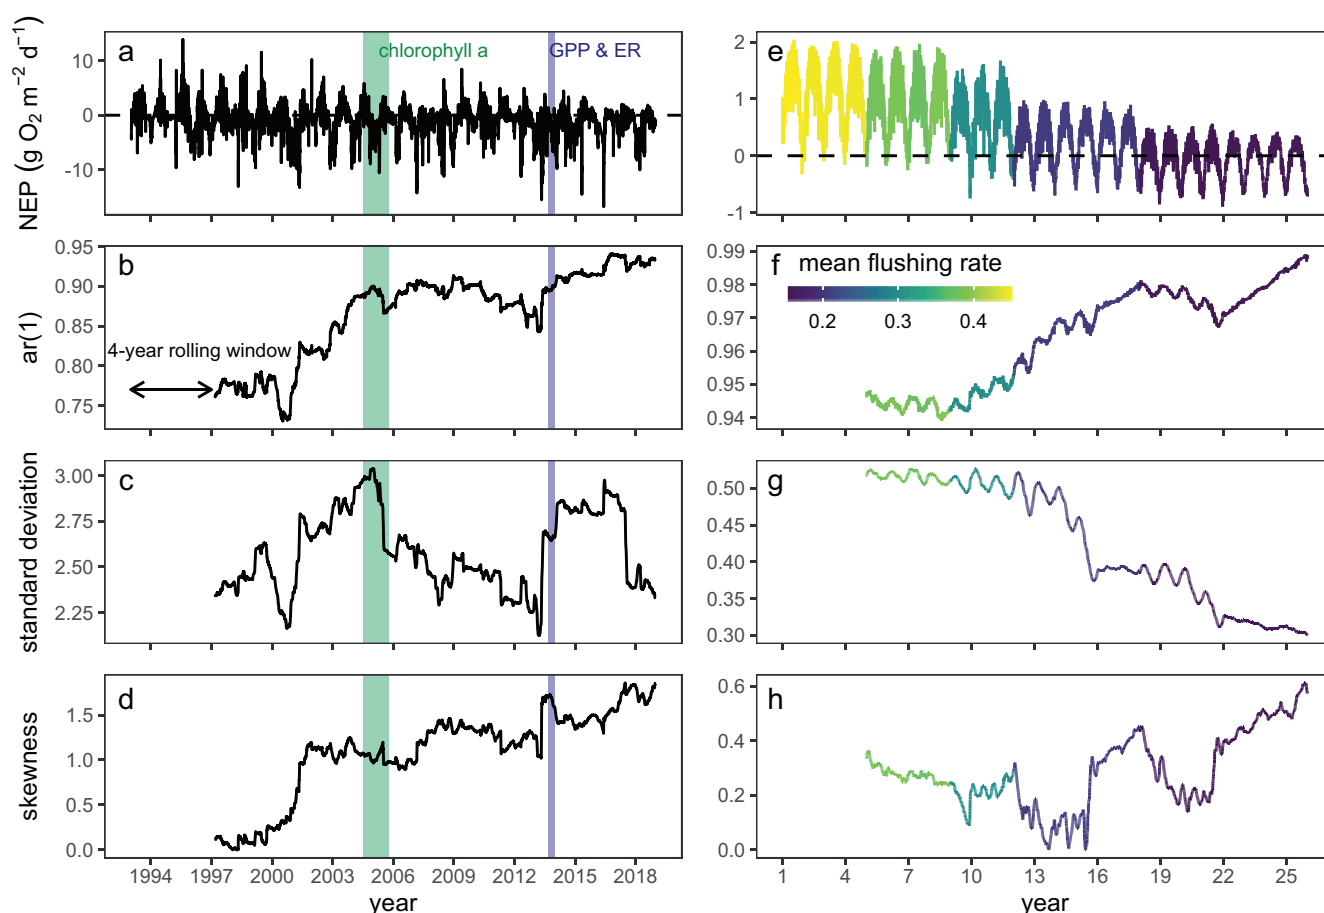 NEP (g O₂ m⁻² d⁻¹)
a
chlorophyll a
GPP & ER
10
0
-10
e
2
1
0
-1
ar(1)
b
0.95
0.90
0.85
0.80
0.75
4-year rolling window
f
mean flushing rate
0.2 0.3 0.4
0.99
0.98
0.97
0.96
0.95
0.94
standard deviation
c
3.00
2.75
2.50
2.25
g
0.50
0.45
0.40
0.35
0.30
skewness
d
1.5
1.0
0.5
0.0
1994 1997 2000 2003 2006 2009 2012 2015 2018
year
h
0.6
0.4
0.2
0.0
1 4 7 10 13 16 19 22 25
year